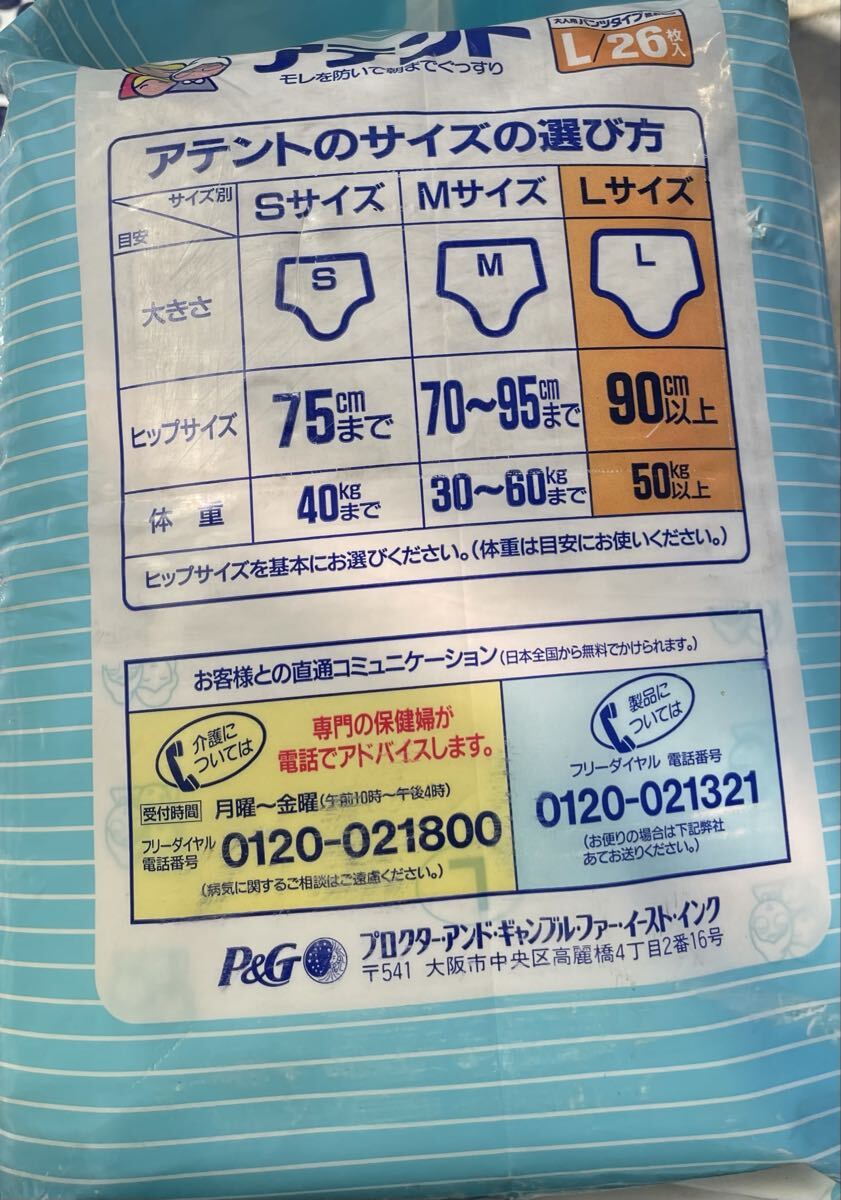 アテント
モレを防いで朝までぐっすり
大人用パンツタイプ
L/26枚入
アテントのサイズの選び方
サイズ別
目安
Sサイズ
Mサイズ
Lサイズ
大きさ
S
M
L
ヒップサイズ
75cmまで
70〜95cmまで
90cm以上
体重
40kgまで
30〜60kgまで
50kg以上
ヒップサイズを基本にお選びください。(体重は目安にお使いください。)
お客様との直通コミュニケーション(日本全国から無料でかけられます。)
介護に
ついては
専門の保健婦が
電話でアドバイスします。
受付時間 月曜〜金曜(午前10時〜午後4時)
フリーダイヤル
電話番号
0120-021800
(病気に関するご相談はご遠慮ください。)
製品に
ついては
フリーダイヤル 電話番号
0120-021321
(お便りの場合は下記弊社
あてお送りください。)
P&G
プロクター・アンド・ギャンブル・ファー・イースト・インク
〒541 大阪市中央区高麗橋4丁目2番16号